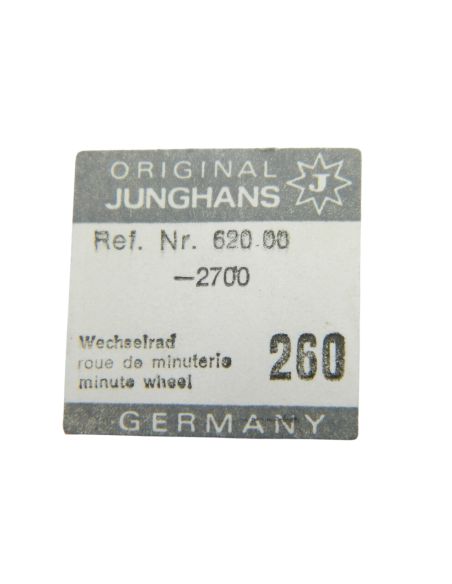 ORIGINAL
JUNGHANS J
Ref. Nr. 620.00
—2700
Wechselrad
roue de minuterie
minute wheel
260
GERMANY